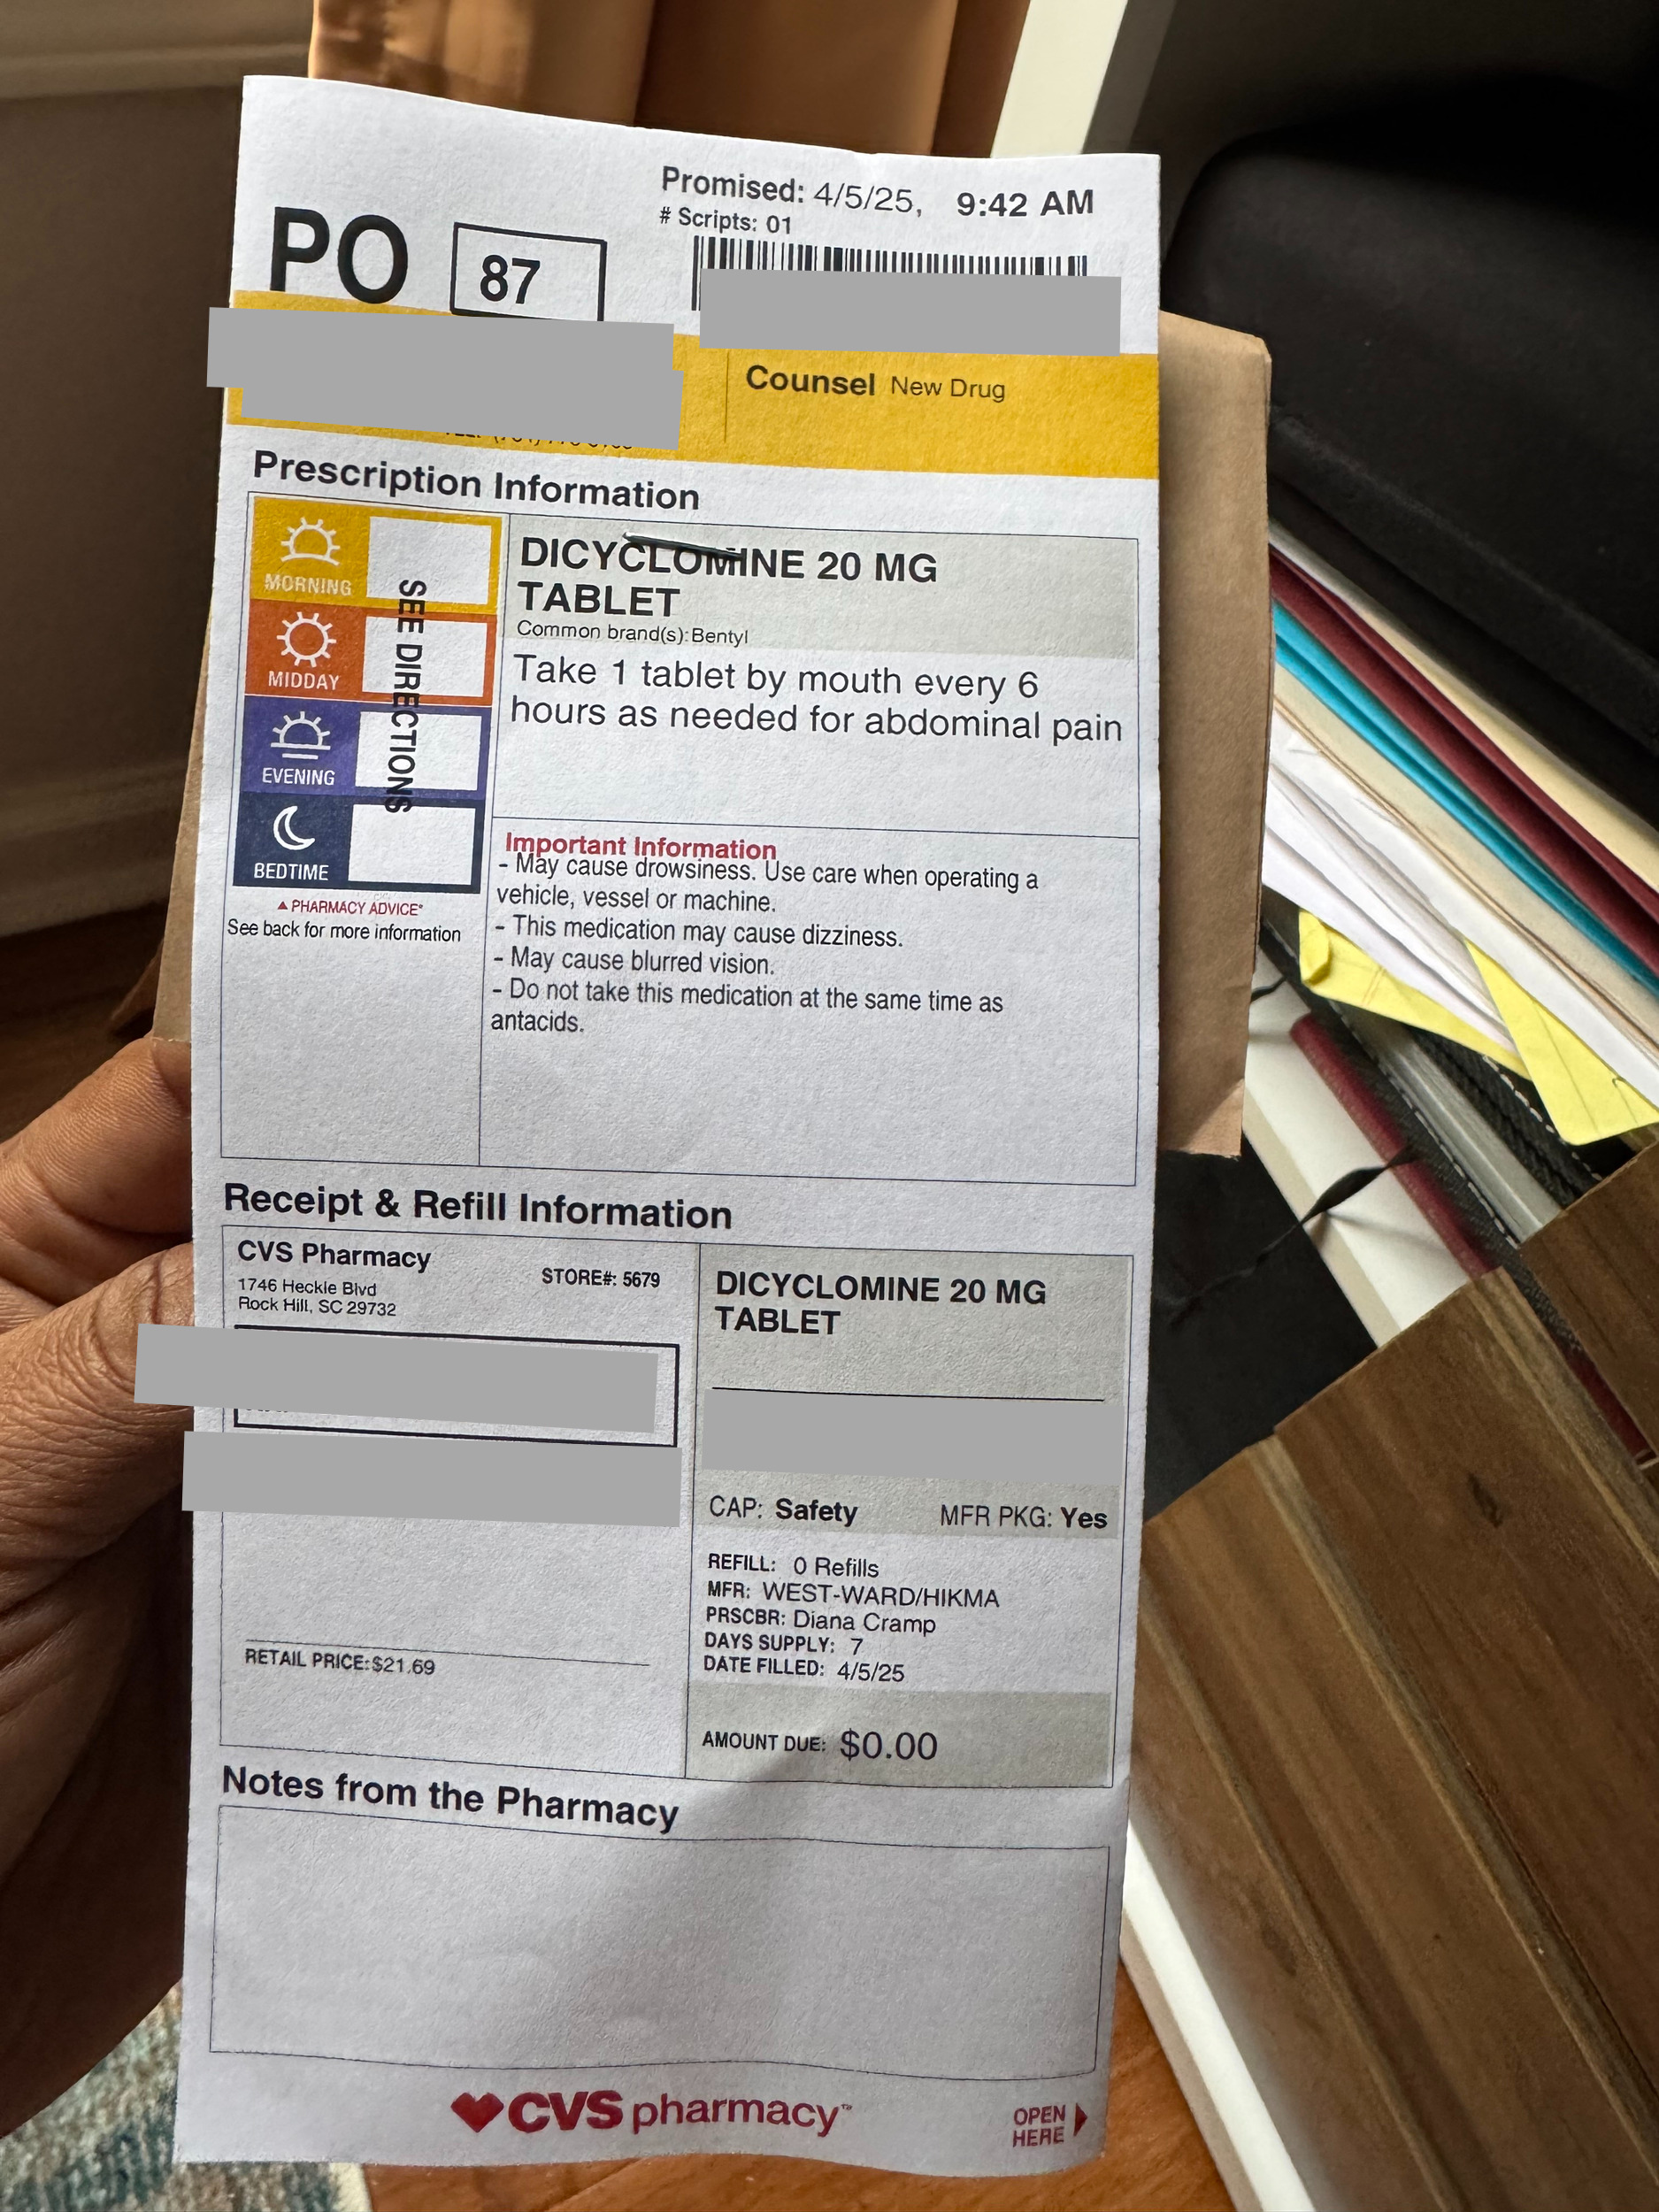 Promised: 4/5/25, 9:42 AM
# Scripts: 01
PO 87
Counsel New Drug
Prescription Information
MORNING
MIDDAY
EVENING
BEDTIME
SEE DIRECTIONS
PHARMACY ADVICE®
See back for more information
DICYCLOMINE 20 MG
TABLET
Common brand(s): Bentyl
Take 1 tablet by mouth every 6
hours as needed for abdominal pain
Important Information
- May cause drowsiness. Use care when operating a
vehicle, vessel or machine.
- This medication may cause dizziness.
- May cause blurred vision.
- Do not take this medication at the same time as
antacids.
Receipt & Refill Information
CVS Pharmacy
STORE#: 5679
1746 Heckle Blvd
Rock Hill, SC 29732
RETAIL PRICE: $21.69
DICYCLOMINE 20 MG
TABLET
CAP: Safety MFR PKG: Yes
REFILL: 0 Refills
MFR: WEST-WARD/HIKMA
PRSCBR: Diana Cramp
DAYS SUPPLY: 7
DATE FILLED: 4/5/25
AMOUNT DUE: $0.00
Notes from the Pharmacy
CVS pharmacy™
OPEN
HERE